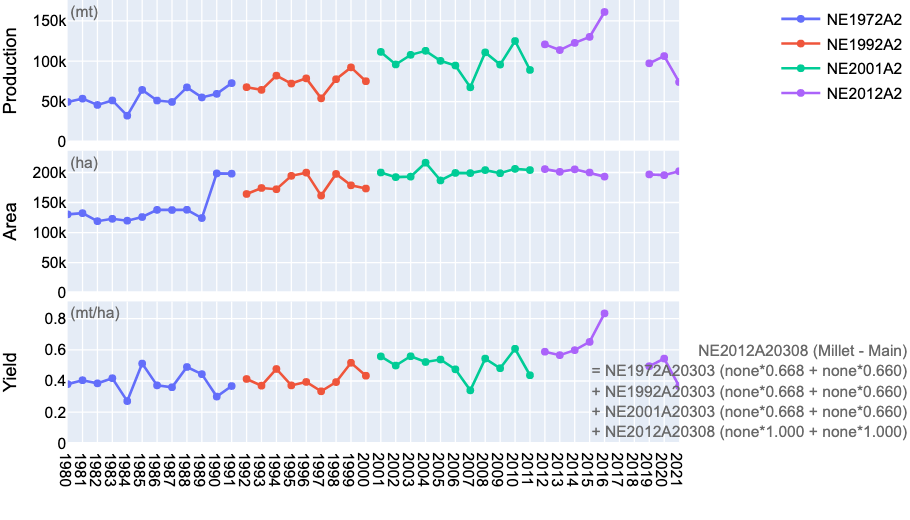 (mt)
Production
150k
100k
50k
0
NE1972A2
NE1992A2
NE2001A2
NE2012A2
(ha)
Area
200k
150k
100k
50k
0
(mt/ha)
Yield
0.8
0.6
0.4
0.2
0
NE2012A20308 (Millet - Main)
= NE1972A20303 (none*0.668 + none*0.660)
+ NE1992A20303 (none*0.668 + none*0.660)
+ NE2001A20303 (none*0.668 + none*0.660)
+ NE2012A20308 (none*1.000 + none*1.000)
1980
1981
1982
1983
1984
1985
1986
1987
1988
1989
1990
1991
1992
1993
1994
1995
1996
1997
1998
1999
2000
2001
2002
2003
2004
2005
2006
2007
2008
2009
2010
2011
2012
2013
2014
2015
2016
2017
2018
2019
2020
2021